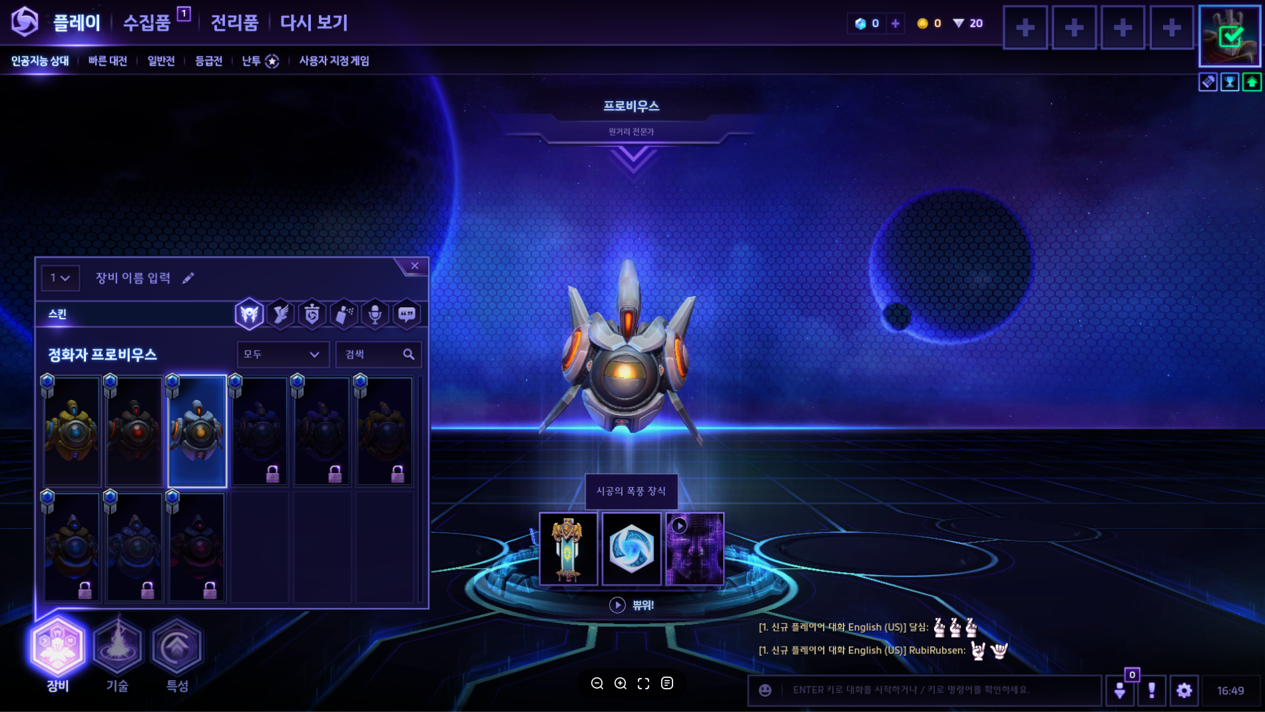 플레이 수집품 1 전리품 다시 보기
0 0 20
인공지능 상대 빠른 대전 일반전 등급전 난투 사용자 지정 게임
프로비우스
원거리 전문가
1 장비 이름 입력
스킨
정화자 프로비우스 모두 검색
시공의 폭풍 장식
쀼위!
장비 기술 특성
[1. 신규 플레이어 대화 English (US)] 달심:
[1. 신규 플레이어 대화 English (US)] RubiRubsen:
ENTER 키로 대화를 시작하거나 / 키로 명령어를 확인하세요.
0
16:49